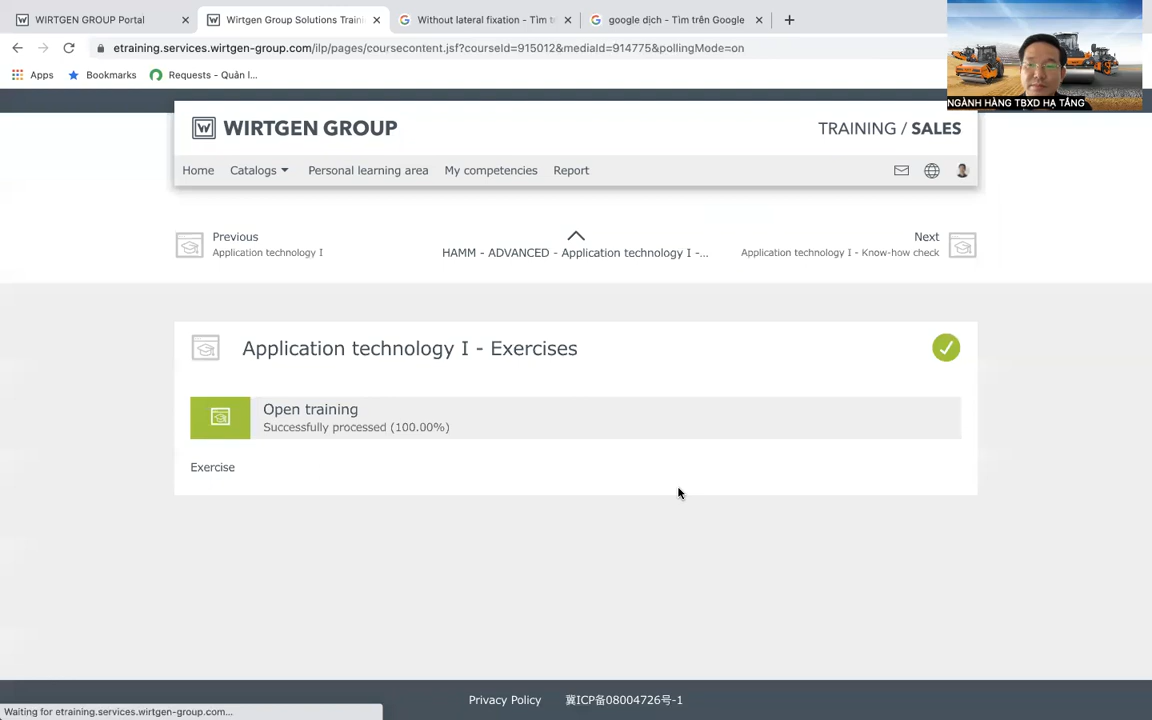 WIRTGEN GROUP Portal
Wirtgen Group Solutions Traini
Without lateral fixation - Tìm t
google dịch - Tìm trên Google
etraining.services.wirtgen-group.com/ilp/pages/coursecontent.jsf?courseId=915012&mediaId=914775&pollingMode=on
Apps
Bookmarks
Requests - Quản l...
NGÀNH HÀNG TBXD HẠ TẦNG
WIRTGEN GROUP
TRAINING / SALES
Home
Catalogs
Personal learning area
My competencies
Report
Previous
Application technology I
HAMM - ADVANCED - Application technology I -...
Next
Application technology I - Know-how check
Application technology I - Exercises
Open training
Successfully processed (100.00%)
Exercise
Privacy Policy
冀ICP备08004726号-1
Waiting for etraining.services.wirtgen-group.com...